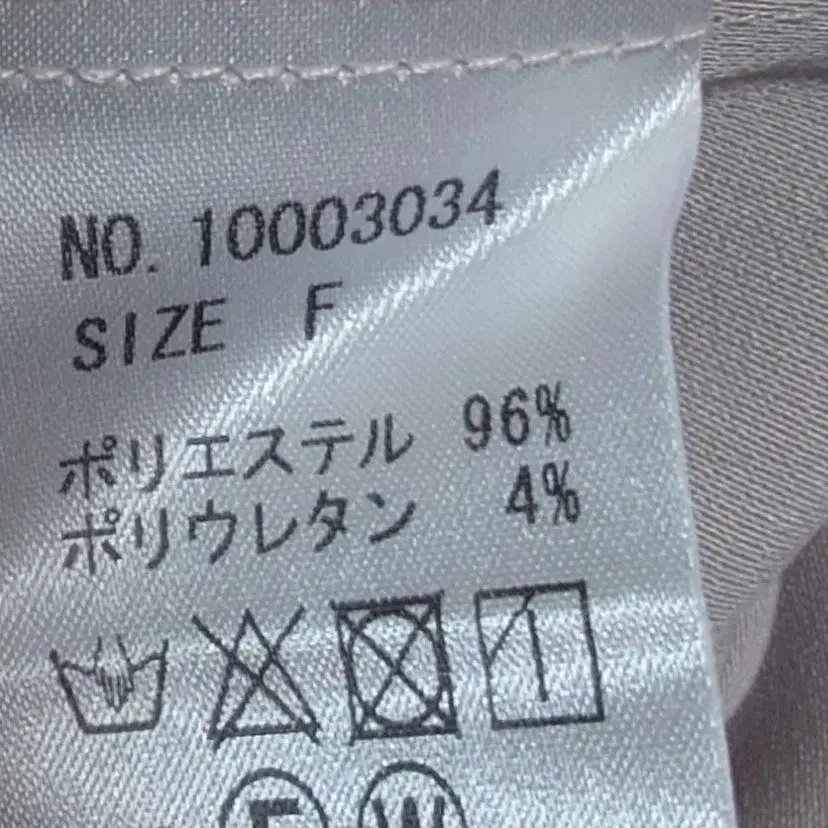 NO. 10003034
SIZE F
ポリエステル 96%
ポリウレタン 4%
F W